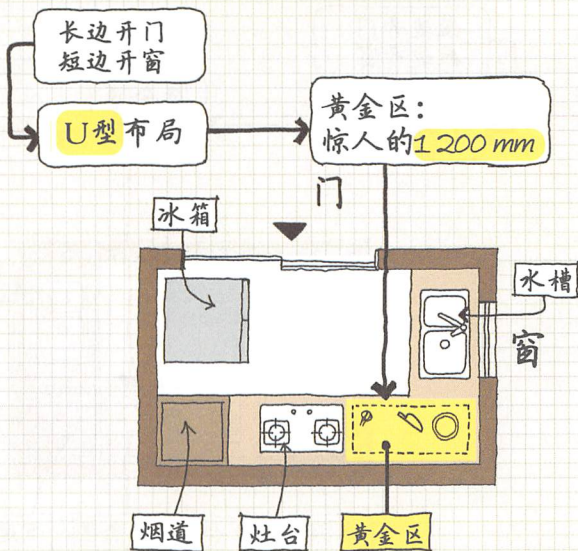 长边开门
短边开窗
U型布局
黄金区：
惊人的1200 mm
门
冰箱
水槽
窗
烟道
灶台
黄金区